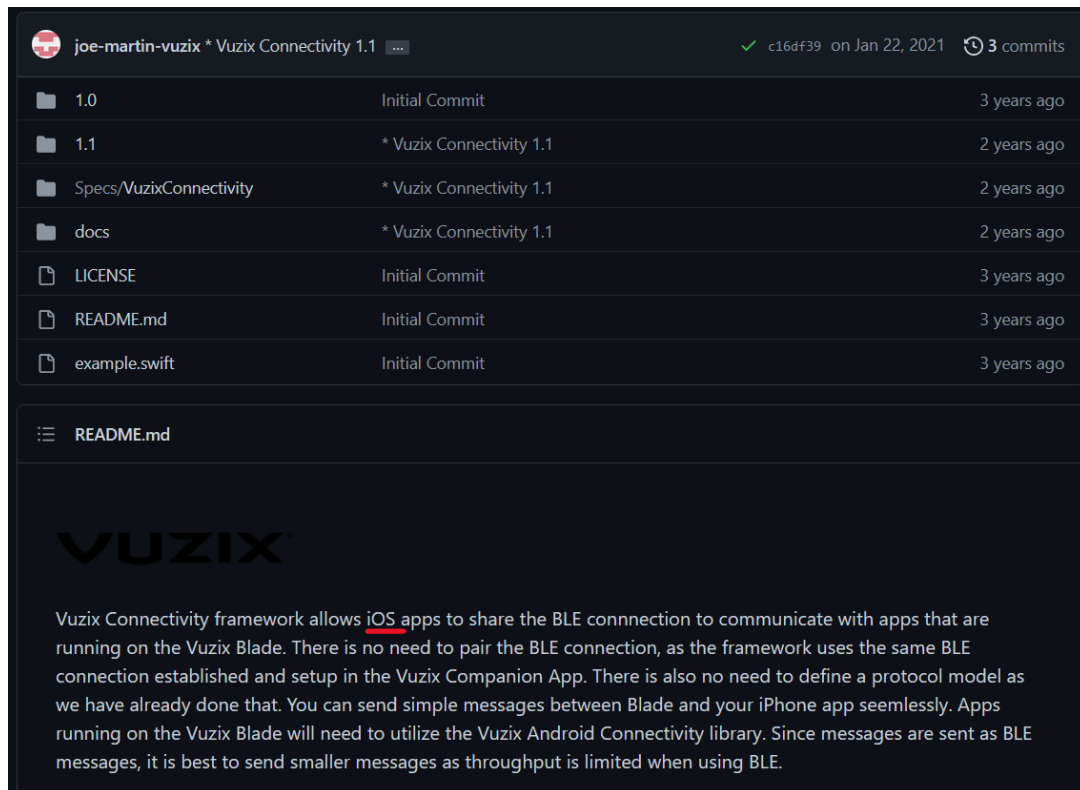 joe-martin-vuzix * Vuzix Connectivity 1.1 ... c16df39 on Jan 22, 2021 3 commits
1.0 Initial Commit 3 years ago
1.1 * Vuzix Connectivity 1.1 2 years ago
Specs/VuzixConnectivity * Vuzix Connectivity 1.1 2 years ago
docs * Vuzix Connectivity 1.1 2 years ago
LICENSE Initial Commit 3 years ago
README.md Initial Commit 3 years ago
example.swift Initial Commit 3 years ago
README.md
VUZIX
Vuzix Connectivity framework allows iOS apps to share the BLE connnection to communicate with apps that are
running on the Vuzix Blade. There is no need to pair the BLE connection, as the framework uses the same BLE
connection established and setup in the Vuzix Companion App. There is also no need to define a protocol model as
we have already done that. You can send simple messages between Blade and your iPhone app seemlessly. Apps
running on the Vuzix Blade will need to utilize the Vuzix Android Connectivity library. Since messages are sent as BLE
messages, it is best to send smaller messages as throughput is limited when using BLE.